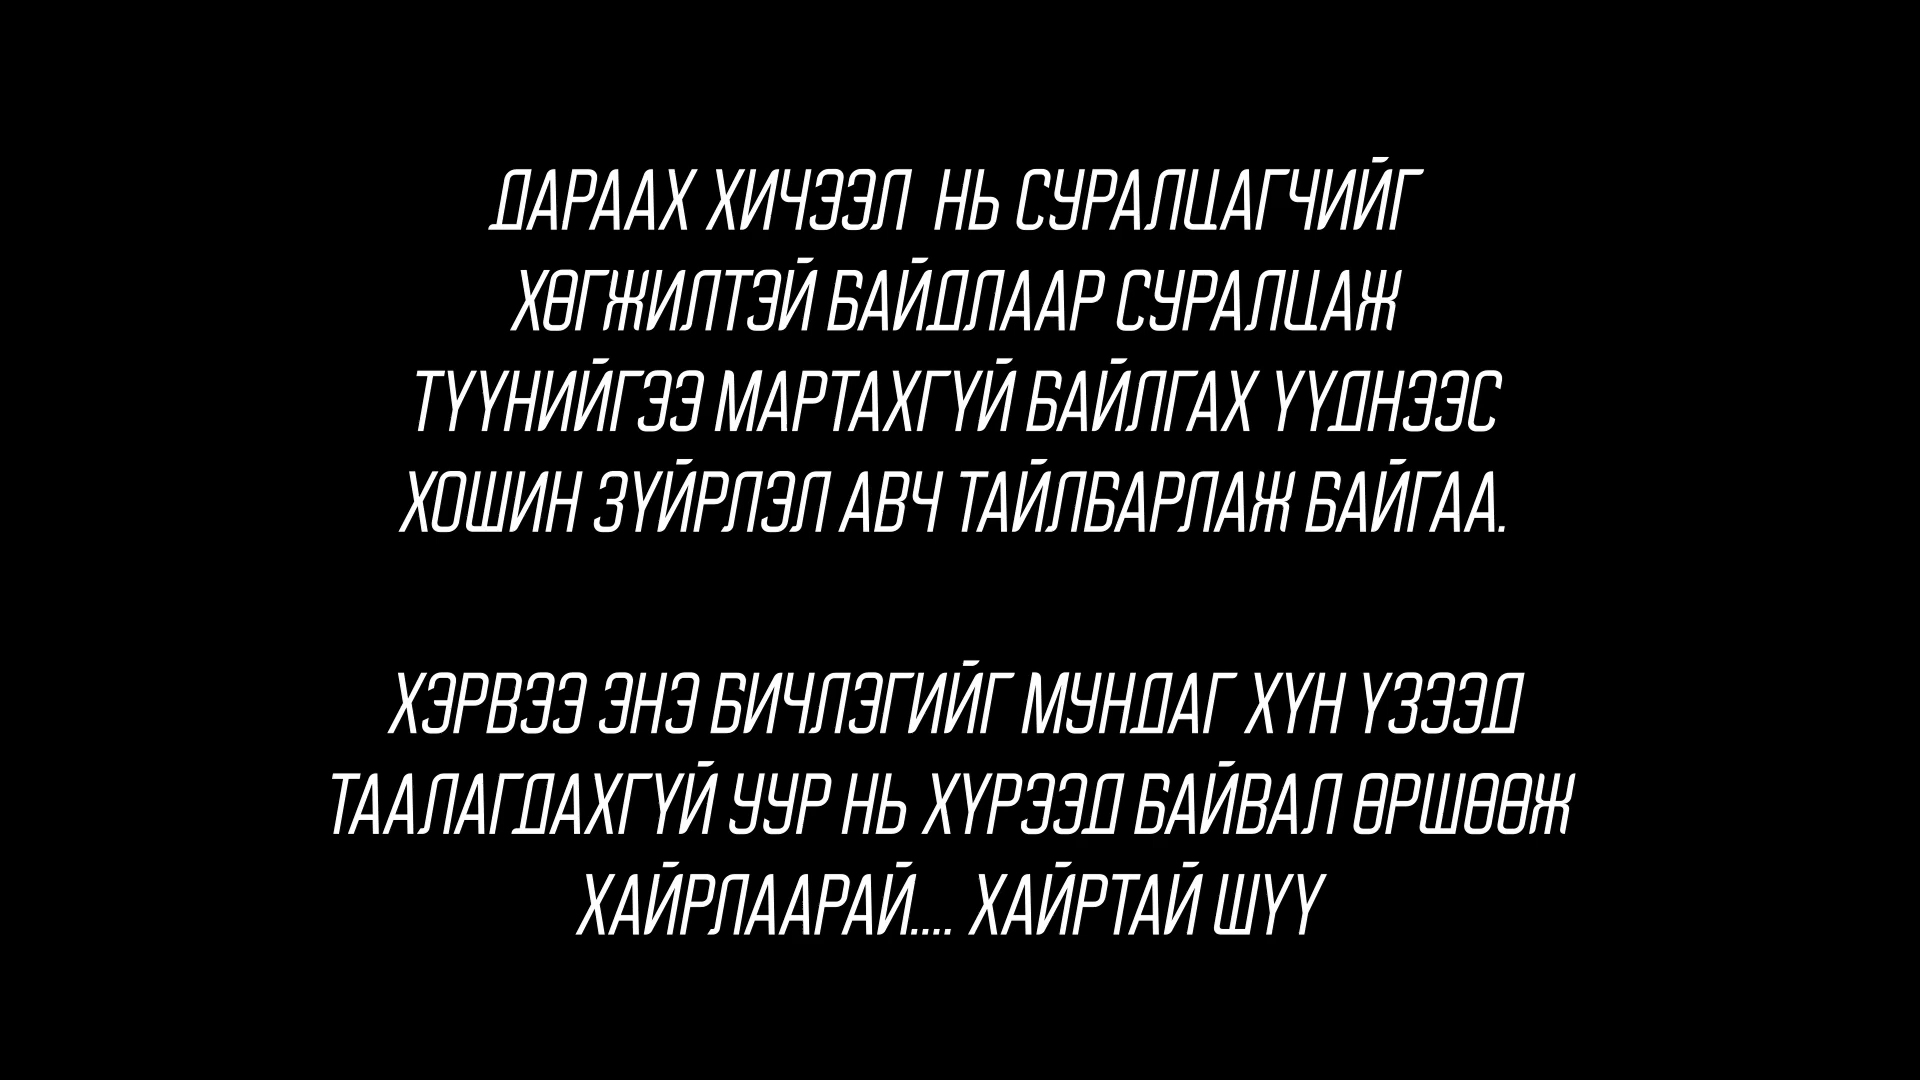 ДАРААХ ХИЧЭЭЛ НЬ СУРАЛЦАГЧИЙГ
ХӨГЖИЛТЭЙ БАЙДЛААР СУРАЛЦАЖ
ТҮҮНИЙГЭЭ МАРТАХГҮЙ БАЙЛГАХ ҮҮДНЭЭС
ХОШИН ЗҮЙРЛЭЛ АВЧ ТАЙЛБАРЛАЖ БАЙГАА.
ХЭРВЭЭ ЭНЭ БИЧЛЭГИЙГ МУНДАГ ХҮН ҮЗЭЭД
ТААЛАГДАХГҮЙ УУР НЬ ХҮРЭЭД БАЙВАЛ ӨРШӨӨЖ
ХАЙРЛААРАЙ.... ХАЙРТАЙ ШҮҮ